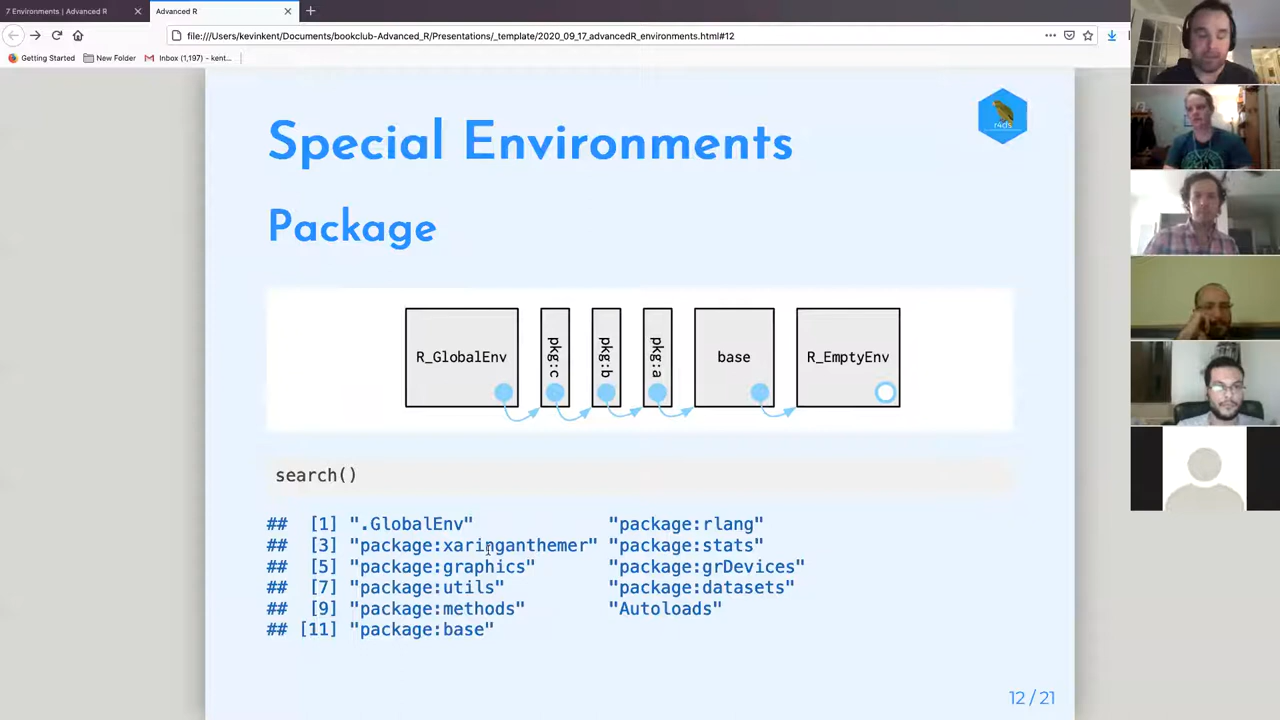 7 Environments | Advanced R
Advanced R
file:///Users/kevinkent/Documents/bookclub-Advanced_R/Presentations/_template/2020_09_17_advancedR_environments.html#12
Getting Started
New Folder
Inbox (1,197) - kent...
Special Environments
r4ds
Package
R_GlobalEnv pkg:c pkg:b pkg:a base R_EmptyEnv
search()
## [1] ".GlobalEnv" "package:rlang"
## [3] "package:xaringanthemer" "package:stats"
## [5] "package:graphics" "package:grDevices"
## [7] "package:utils" "package:datasets"
## [9] "package:methods" "Autoloads"
## [11] "package:base"
12 / 21